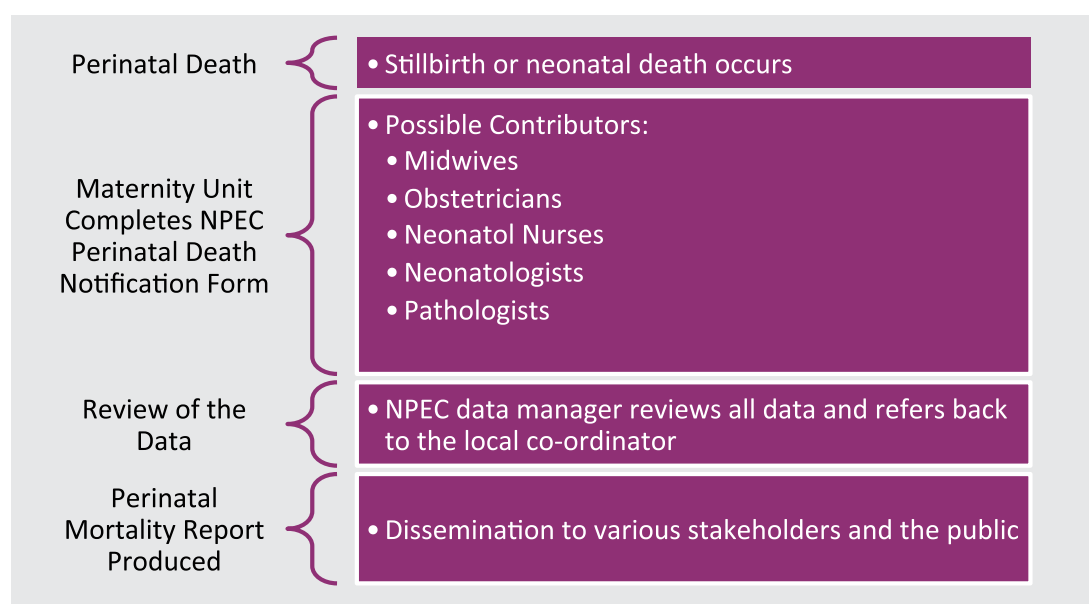 Perinatal Death
• Stillbirth or neonatal death occurs
Maternity Unit
Completes NPEC
Perinatal Death
Notification Form
• Possible Contributors:
• Midwives
• Obstetricians
• Neonatol Nurses
• Neonatologists
• Pathologists
Review of the
Data
• NPEC data manager reviews all data and refers back
to the local co-ordinator
Perinatal
Mortality Report
Produced
• Dissemination to various stakeholders and the public